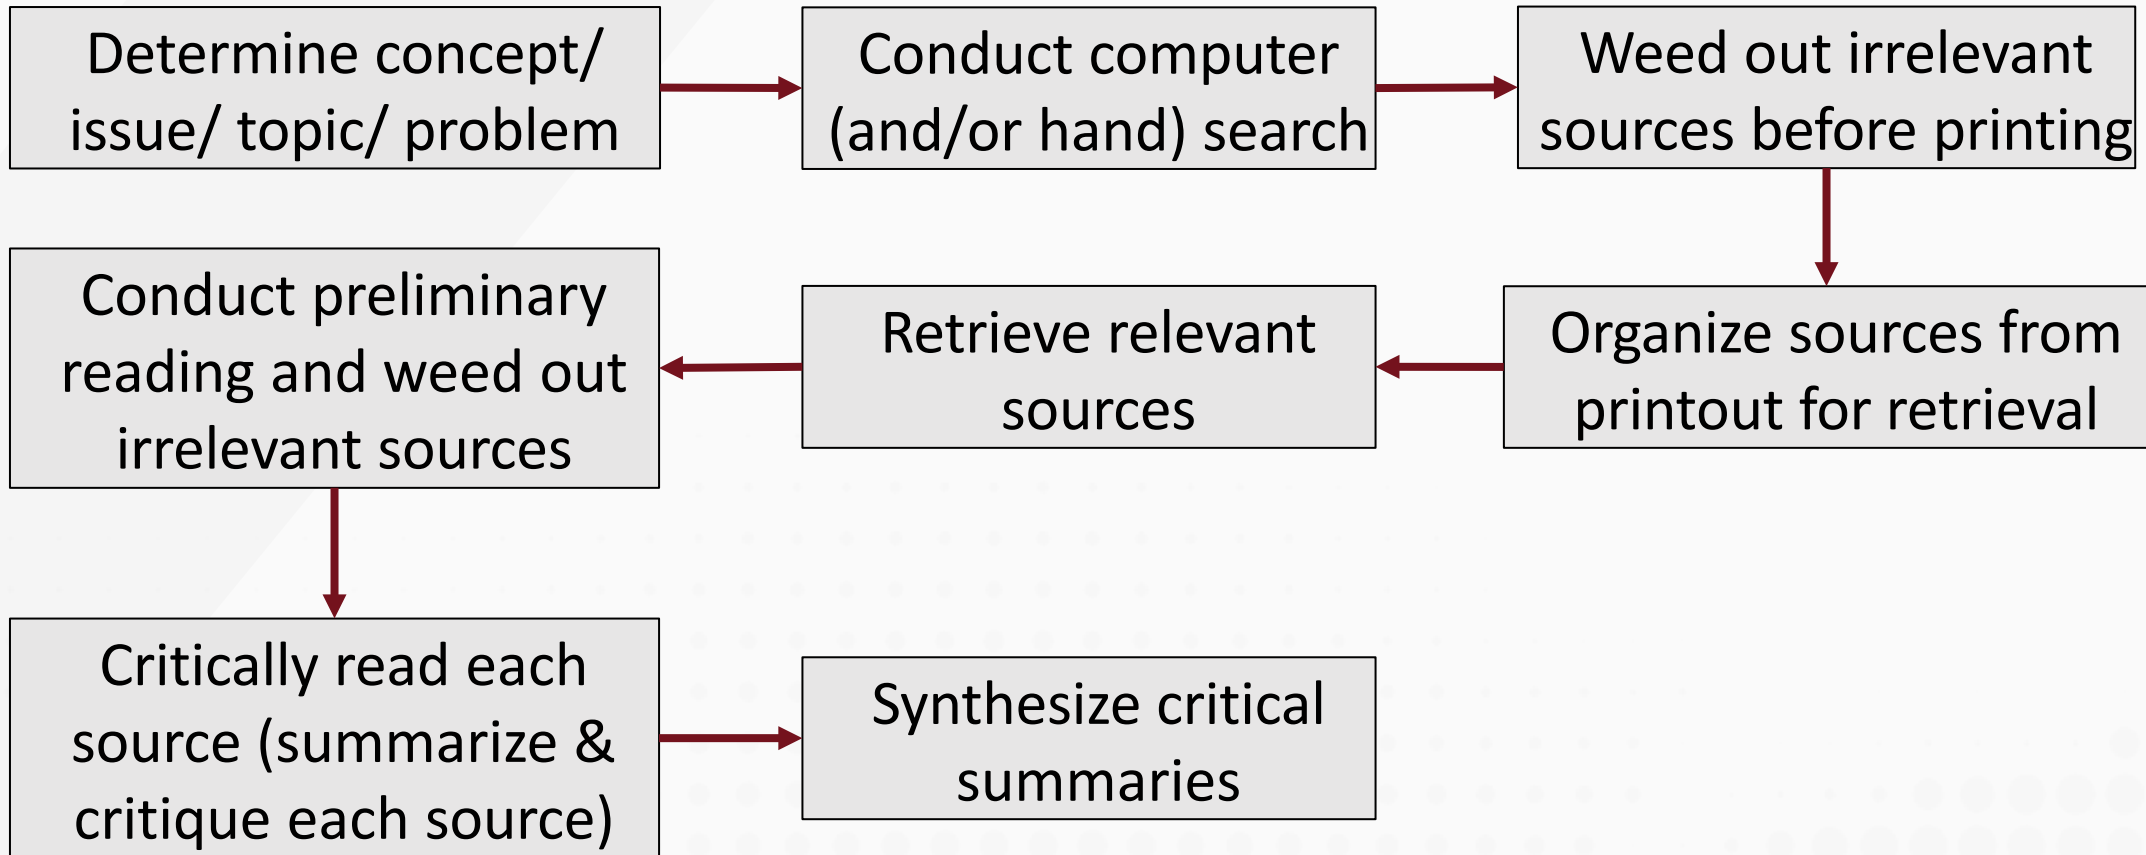 Determine concept/
issue/ topic/ problem
Conduct computer
(and/or hand) search
Weed out irrelevant
sources before printing
Organize sources from
printout for retrieval
Retrieve relevant
sources
Conduct preliminary
reading and weed out
irrelevant sources
Critically read each
source (summarize &
critique each source)
Synthesize critical
summaries